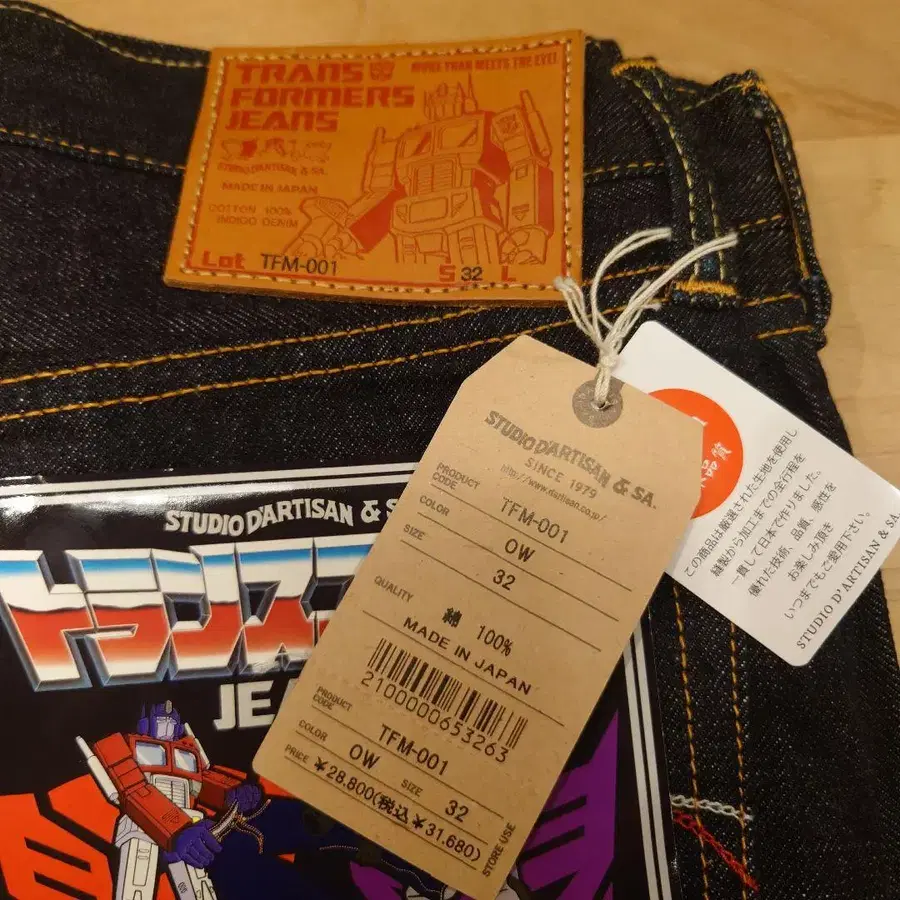 TRANS
FORMERS
JEANS
MORE THAN MEETS THE EYE!
STUDIO D'ARTISAN & SA.
MADE IN JAPAN
COTTON 100%
INDIGO DENIM
Lot TFM-001
S 32 L
STUDIO D'ARTISAN & SA.
SINCE 1979
http://www.dartisan.co.jp/
PRODUCT CODE TFM-001
COLOR OW
SIZE 32
QUALITY 綿 100%
MADE IN JAPAN
2100000653263
PRODUCT CODE TFM-001
COLOR OW SIZE 32
PRICE ¥28,800(税込¥31,680)
STORE USE
質
この商品は厳選された生地を使用し
縫製から加工までの全行程を
一貫して日本で作りました。
優れた技術、品質、感性を
お楽しみ頂き
いつまでもご愛用下さい。
STUDIO D'ARTISAN & SA.
STUDIO D'ARTISAN & S
トランス
JEA